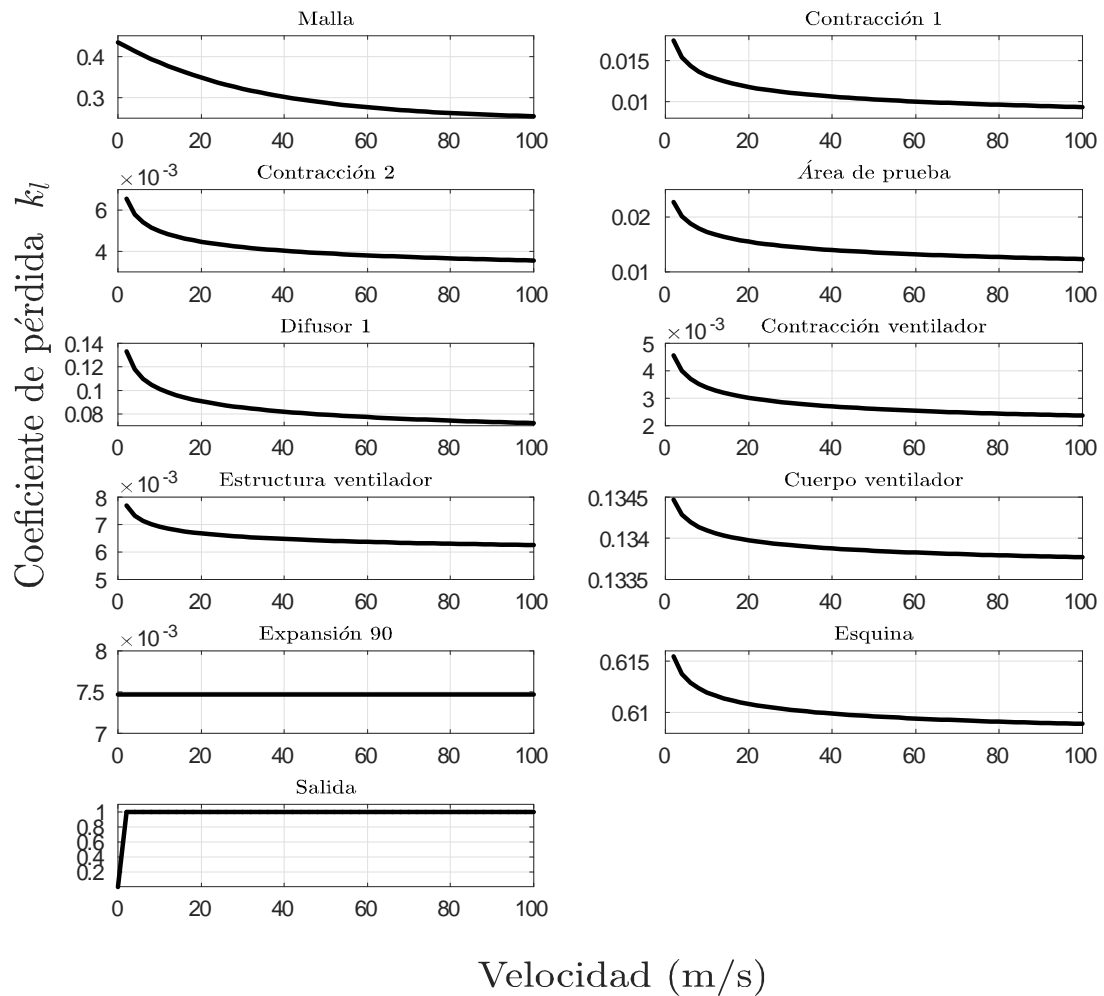 Malla
0.4
0.3
0 20 40 60 80 100
Contracción 1
0.015
0.01
0 20 40 60 80 100
×10-3
Contracción 2
6
4
0 20 40 60 80 100
Área de prueba
0.02
0.01
0 20 40 60 80 100
Difusor 1
0.14
0.12
0.1
0.08
0 20 40 60 80 100
×10-3
Contracción ventilador
5
4
3
2
0 20 40 60 80 100
×10-3
Estructura ventilador
8
7
6
5
0 20 40 60 80 100
Cuerpo ventilador
0.1345
0.134
0.1335
0 20 40 60 80 100
×10-3
Expansión 90
8
7.5
7
0 20 40 60 80 100
Esquina
0.615
0.61
0 20 40 60 80 100
Salida
1
0.8
0.6
0.4
0.2
0 20 40 60 80 100
Coeficiente de pérdida kl
Velocidad (m/s)